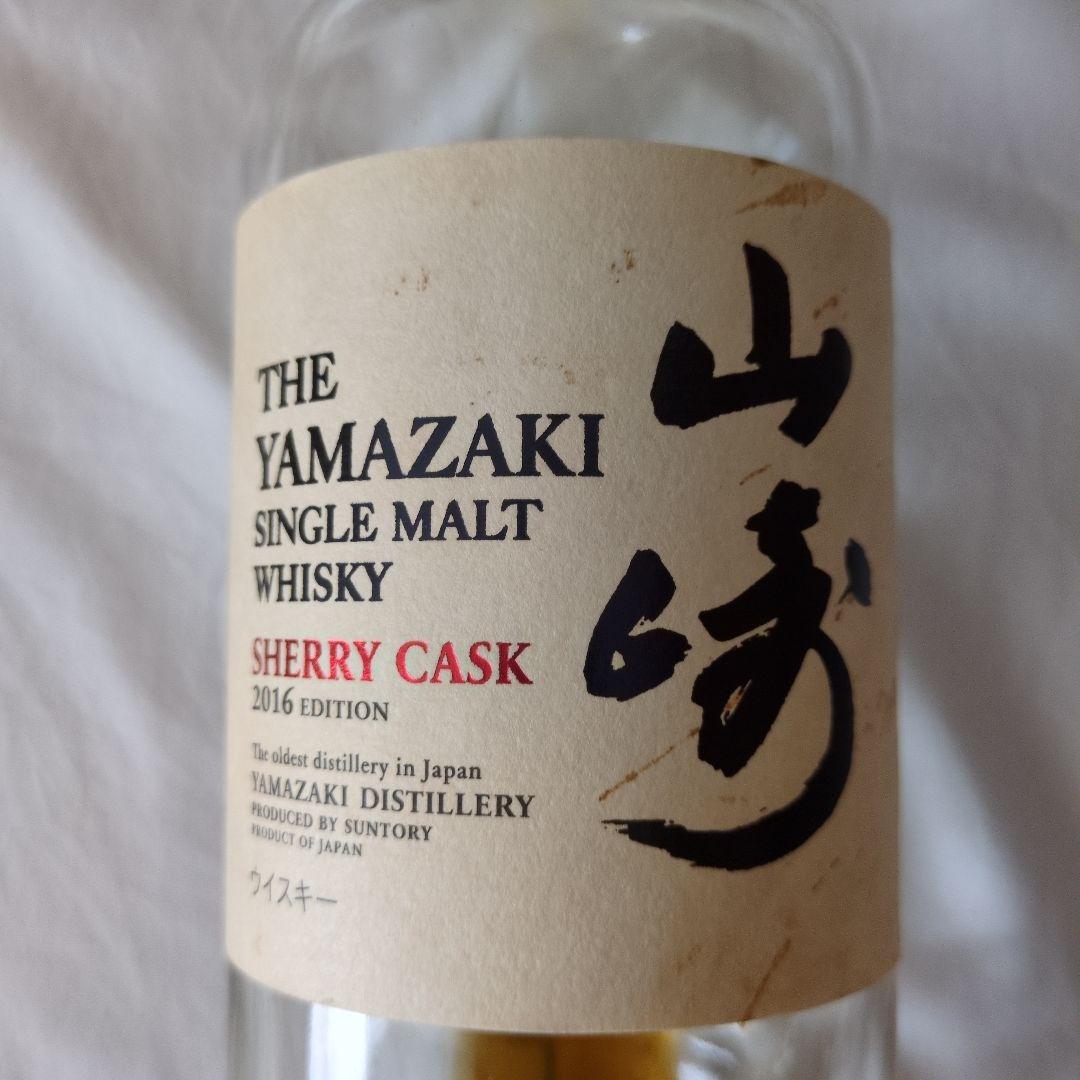 THE
YAMAZAKI
SINGLE MALT
WHISKY
SHERRY CASK
2016 EDITION
The oldest distillery in Japan
YAMAZAKI DISTILLERY
PRODUCED BY SUNTORY
PRODUCT OF JAPAN
ウイスキー
山崎